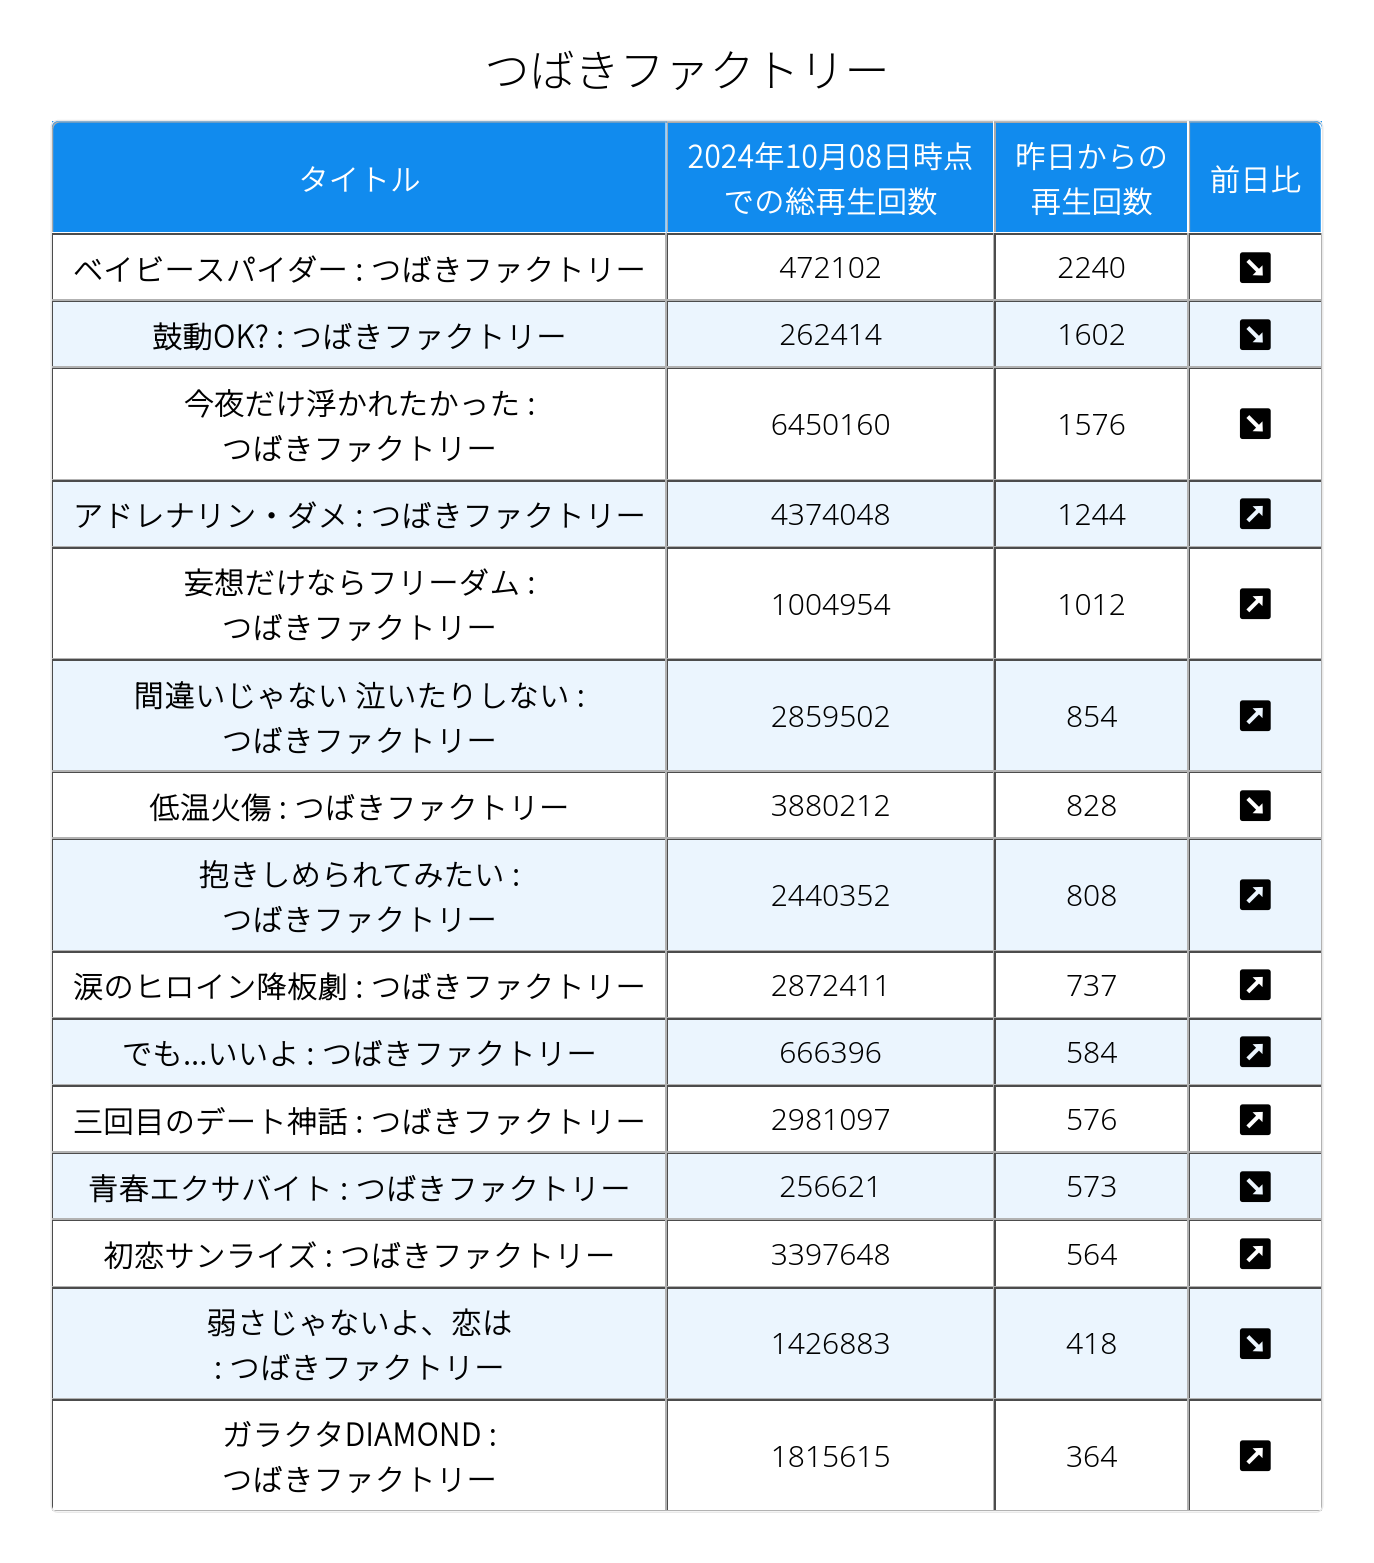 つばきファクトリー
タイトル
2024年10月08日時点
での総再生回数
昨日からの
再生回数
前日比
ベイビースパイダー : つばきファクトリー
472102
2240
鼓動OK? : つばきファクトリー
262414
1602
今夜だけ浮かれたかった :
つばきファクトリー
6450160
1576
アドレナリン・ダメ : つばきファクトリー
4374048
1244
妄想だけならフリーダム :
つばきファクトリー
1004954
1012
間違いじゃない 泣いたりしない :
つばきファクトリー
2859502
854
低温火傷 : つばきファクトリー
3880212
828
抱きしめられてみたい :
つばきファクトリー
2440352
808
涙のヒロイン降板劇 : つばきファクトリー
2872411
737
でも...いいよ : つばきファクトリー
666396
584
三回目のデート神話 : つばきファクトリー
2981097
576
青春エクサバイト : つばきファクトリー
256621
573
初恋サンライズ : つばきファクトリー
3397648
564
弱さじゃないよ、恋は
: つばきファクトリー
1426883
418
ガラクタDIAMOND :
つばきファクトリー
1815615
364